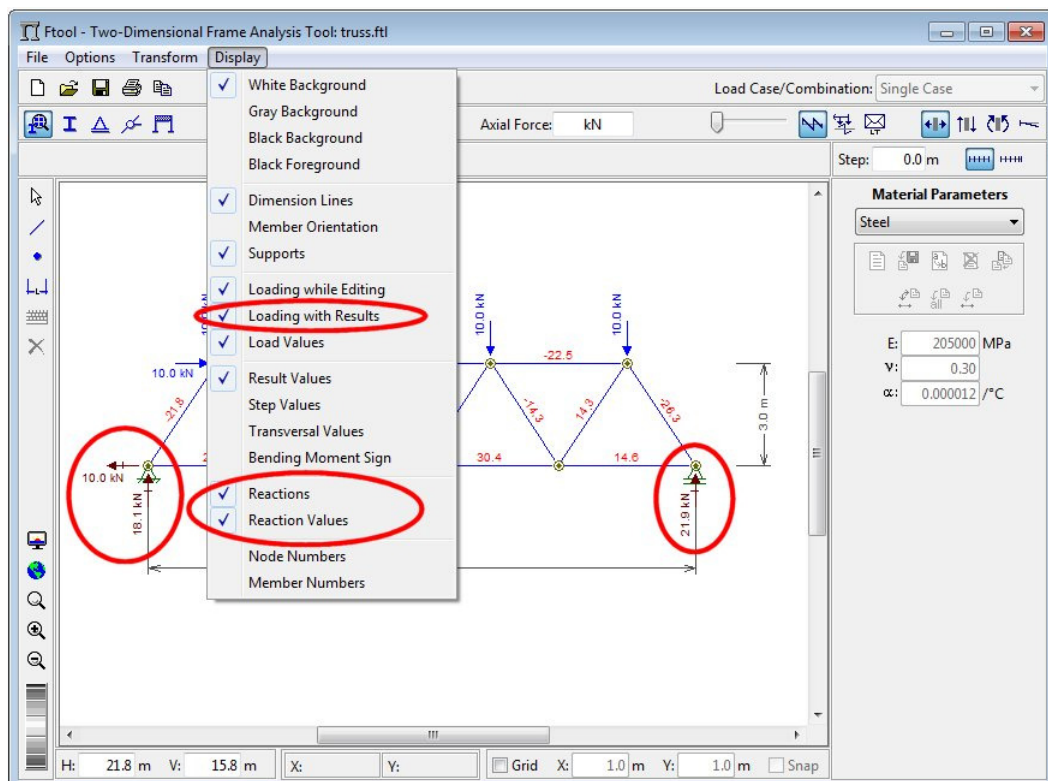 Ftool - Two-Dimensional Frame Analysis Tool: truss.ftl
File Options Transform Display
Load Case/Combination: Single Case
Axial Force: kN
Step: 0.0 m
White Background
Gray Background
Black Background
Black Foreground
Dimension Lines
Member Orientation
Supports
Loading while Editing
Loading with Results
Load Values
Result Values
Step Values
Transversal Values
Bending Moment Sign
Reactions
Reaction Values
Node Numbers
Member Numbers
10.0 kN
10.0 kN
10.0 kN
-22.5
-21.8
-14.3
14.3
-26.3
30.4
14.6
3.0 m
10.0 kN
18.1 kN
21.9 kN
Material Parameters
Steel
all
E: 205000 MPa
ν: 0.30
α: 0.000012 /°C
H: 21.8 m V: 15.8 m X: Y: Grid X: 1.0 m Y: 1.0 m Snap